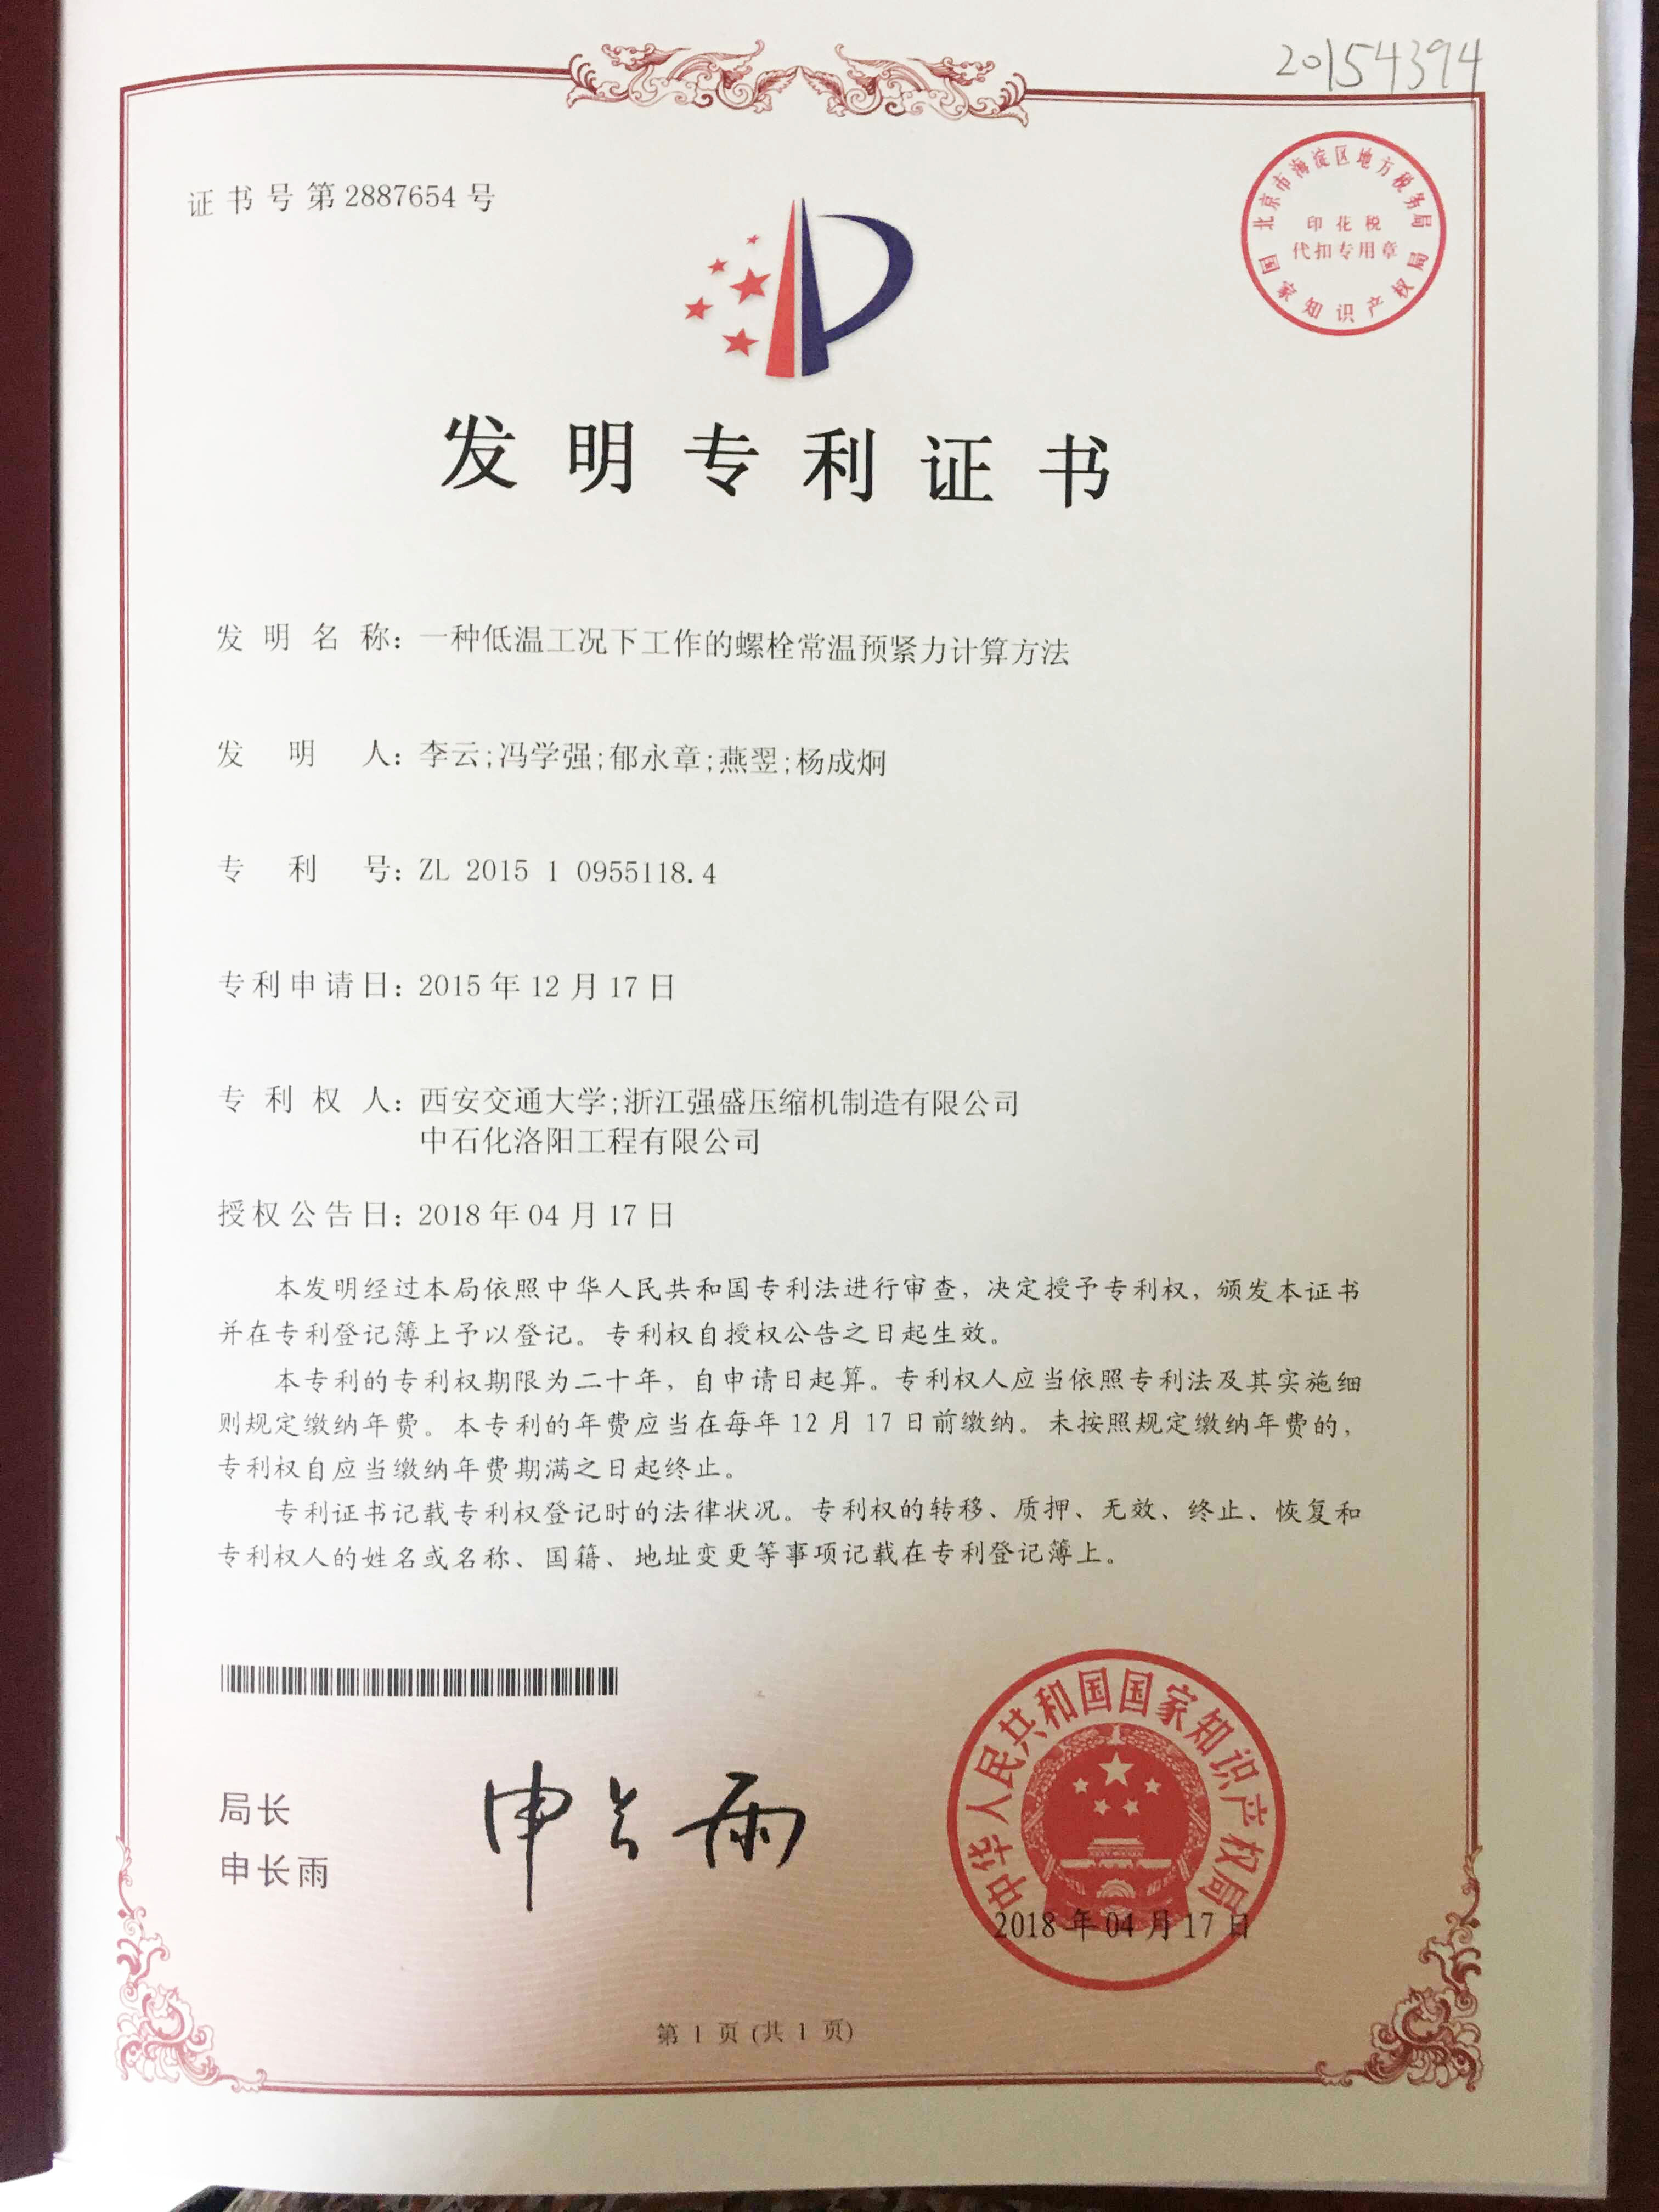 20154394
证书号第2887654号
北京市海淀区地方税务局
印花税
代扣专用章
国家知识产权局
发明专利证书
发明名称：一种低温工况下工作的螺栓常温预紧力计算方法
发明人：李云;冯学强;郁永章;燕翌;杨成炯
专利号：ZL 2015 1 0955118.4
专利申请日：2015年12月17日
专利权人：西安交通大学;浙江强盛压缩机制造有限公司
中石化洛阳工程有限公司
授权公告日：2018年04月17日
本发明经过本局依照中华人民共和国专利法进行审查，决定授予专利权，颁发本证书
并在专利登记簿上予以登记。专利权自授权公告之日起生效。
本专利的专利权期限为二十年，自申请日起算。专利权人应当依照专利法及其实施细
则规定缴纳年费。本专利的年费应当在每年12月17日前缴纳。未按照规定缴纳年费的，
专利权自应当缴纳年费期满之日起终止。
专利证书记载专利权登记时的法律状况。专利权的转移、质押、无效、终止、恢复和
专利权人的姓名或名称、国籍、地址变更等事项记载在专利登记簿上。
局长
申长雨
申长雨
中华人民共和国国家知识产权局
2018年04月17日
第1页(共1页)